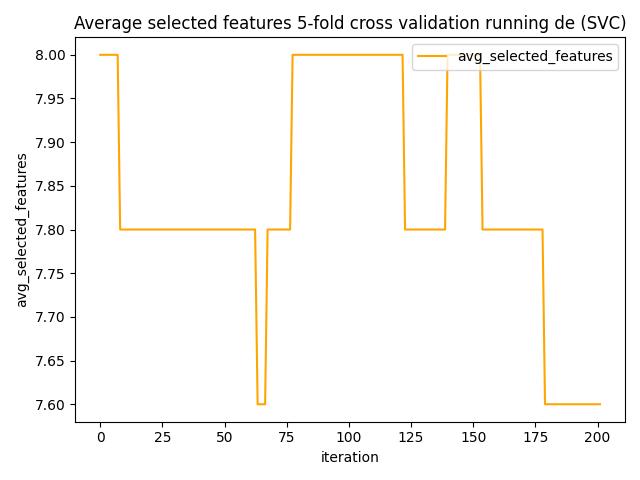 Average selected features 5-fold cross validation running de (SVC)
avg_selected_features
8.00
7.95
7.90
7.85
7.80
7.75
7.70
7.65
7.60
avg_selected_features
0 25 50 75 100 125 150 175 200
iteration